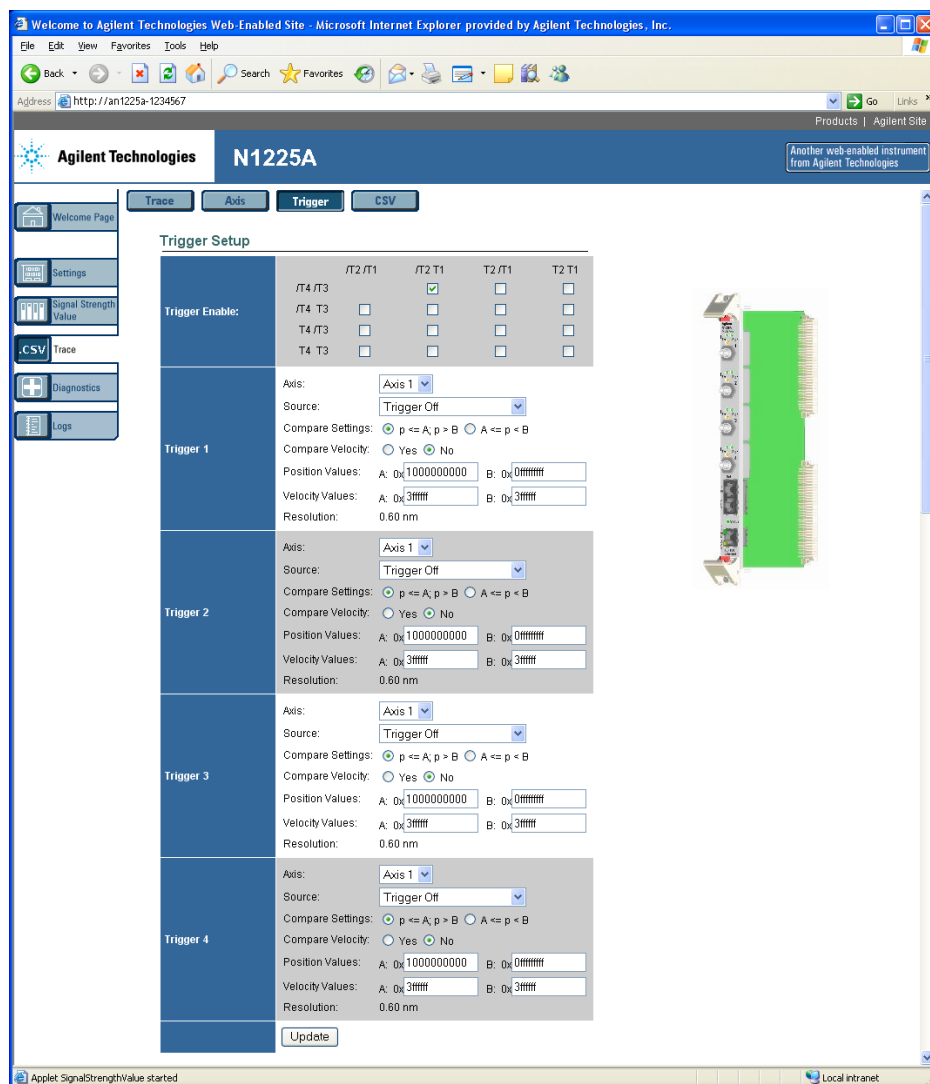 Welcome to Agilent Technologies Web-Enabled Site - Microsoft Internet Explorer provided by Agilent Technologies, Inc.
File Edit View Favorites Tools Help
Back Search Favorites
Address http://an1225a-1234567 Go Links »
Products | Agilent Site
Agilent Technologies N1225A Another web-enabled instrument
from Agilent Technologies
Trace Axis Trigger CSV
Welcome Page
Settings
Signal Strength
Value
.CSV Trace
Diagnostics
Logs
Trigger Setup
/T2 /T1 /T2 T1 T2 /T1 T2 T1
Trigger Enable:
/T4 /T3
/T4 T3
T4 /T3
T4 T3
Trigger 1
Axis: Axis 1
Source: Trigger Off
Compare Settings: p <= A; p > B A <= p < B
Compare Velocity: Yes No
Position Values: A: 0x 1000000000 B: 0x 0fffffffff
Velocity Values: A: 0x 3ffffff B: 0x 3ffffff
Resolution: 0.60 nm
Trigger 2
Axis: Axis 1
Source: Trigger Off
Compare Settings: p <= A; p > B A <= p < B
Compare Velocity: Yes No
Position Values: A: 0x 1000000000 B: 0x 0fffffffff
Velocity Values: A: 0x 3ffffff B: 0x 3ffffff
Resolution: 0.60 nm
Trigger 3
Axis: Axis 1
Source: Trigger Off
Compare Settings: p <= A; p > B A <= p < B
Compare Velocity: Yes No
Position Values: A: 0x 1000000000 B: 0x 0fffffffff
Velocity Values: A: 0x 3ffffff B: 0x 3ffffff
Resolution: 0.60 nm
Trigger 4
Axis: Axis 1
Source: Trigger Off
Compare Settings: p <= A; p > B A <= p < B
Compare Velocity: Yes No
Position Values: A: 0x 1000000000 B: 0x 0fffffffff
Velocity Values: A: 0x 3ffffff B: 0x 3ffffff
Resolution: 0.60 nm
Update
Applet SignalStrengthValue started Local intranet